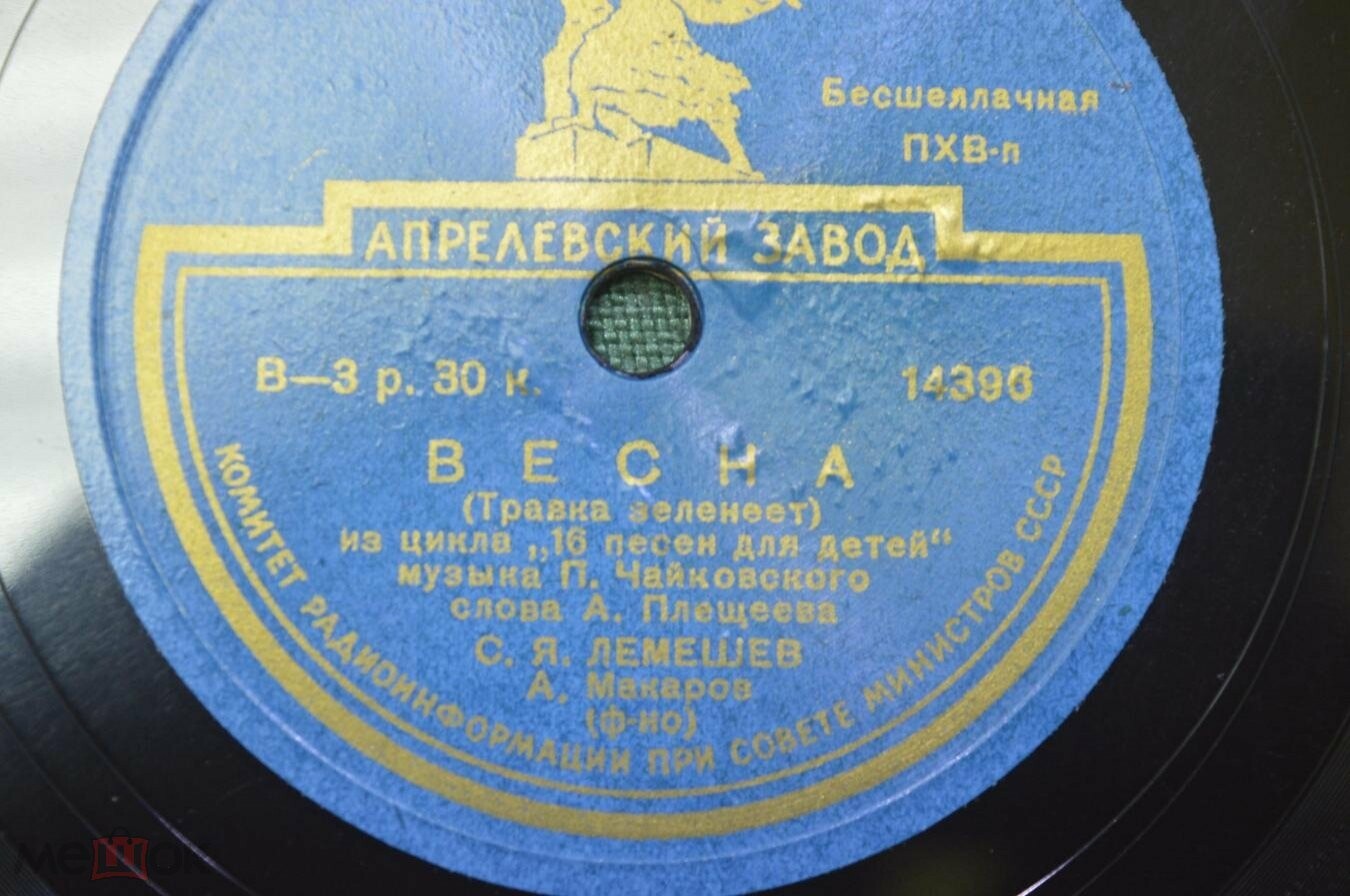 Бесшеллачная
ПХВ-п
АПРЕЛЕВСКИЙ ЗАВОД
В—3 р. 30 к.
14396
ВЕСНА
(Травка зеленеет)
из цикла „16 песен для детей“
музыка П. Чайковского
слова А. Плещеева
С. Я. ЛЕМЕШЕВ
А. Макаров
(ф-но)
КОМИТЕТ РАДИОИНФОРМАЦИИ ПРИ СОВЕТЕ МИНИСТРОВ СССР
мешок